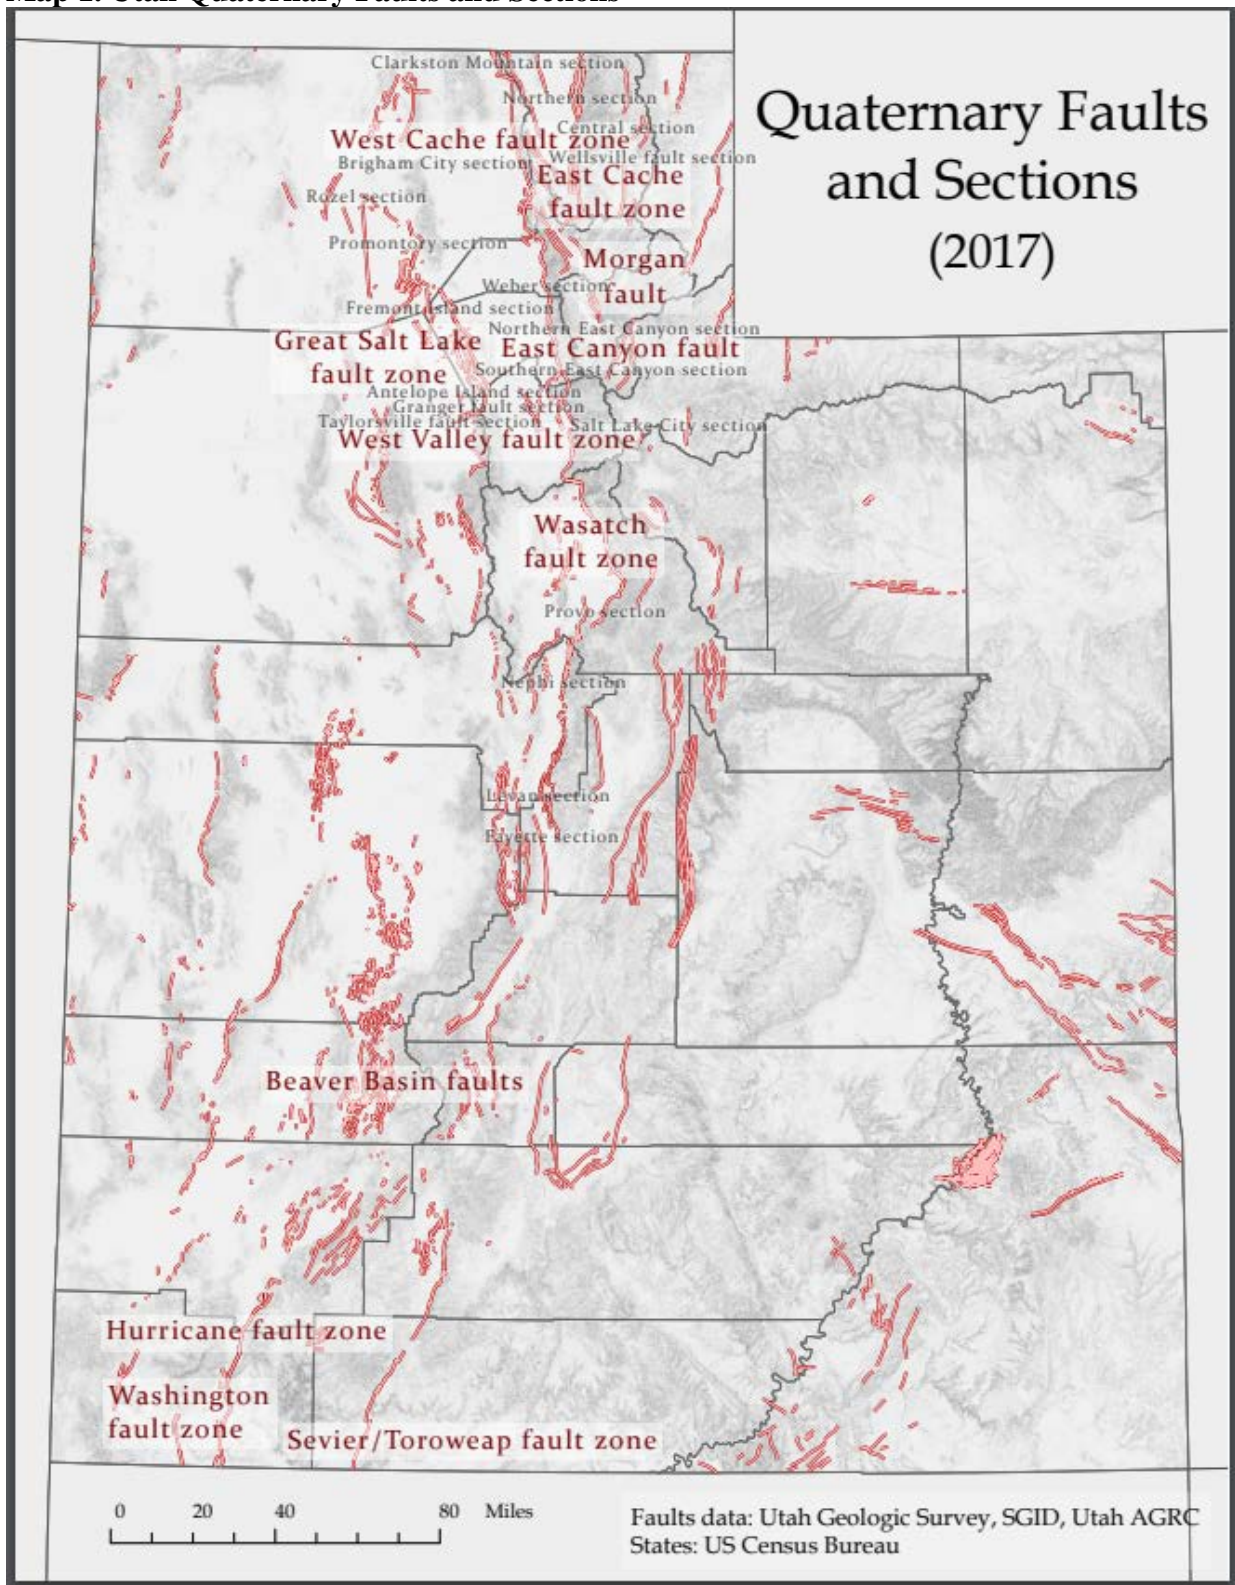 Map 1. Utah Quaternary Faults and Sections
Quaternary Faults
and Sections
(2017)
Clarkston Mountain section
Northern section
Central section
West Cache fault zone
Wellsville fault section
Brigham City section
East Cache
fault zone
Rozel section
Promontory section
Morgan
fault
Weber section
Fremont Island section
Northern East Canyon section
Great Salt Lake
fault zone
East Canyon fault
Southern East Canyon section
Antelope Island section
Granger fault section
Taylorsville fault section
Salt Lake City section
West Valley fault zone
Wasatch
fault zone
Provo section
Nephi section
Levan section
Fayette section
Beaver Basin faults
Hurricane fault zone
Washington
fault zone
Sevier/Toroweap fault zone
0 20 40 80 Miles
Faults data: Utah Geologic Survey, SGID, Utah AGRC
States: US Census Bureau